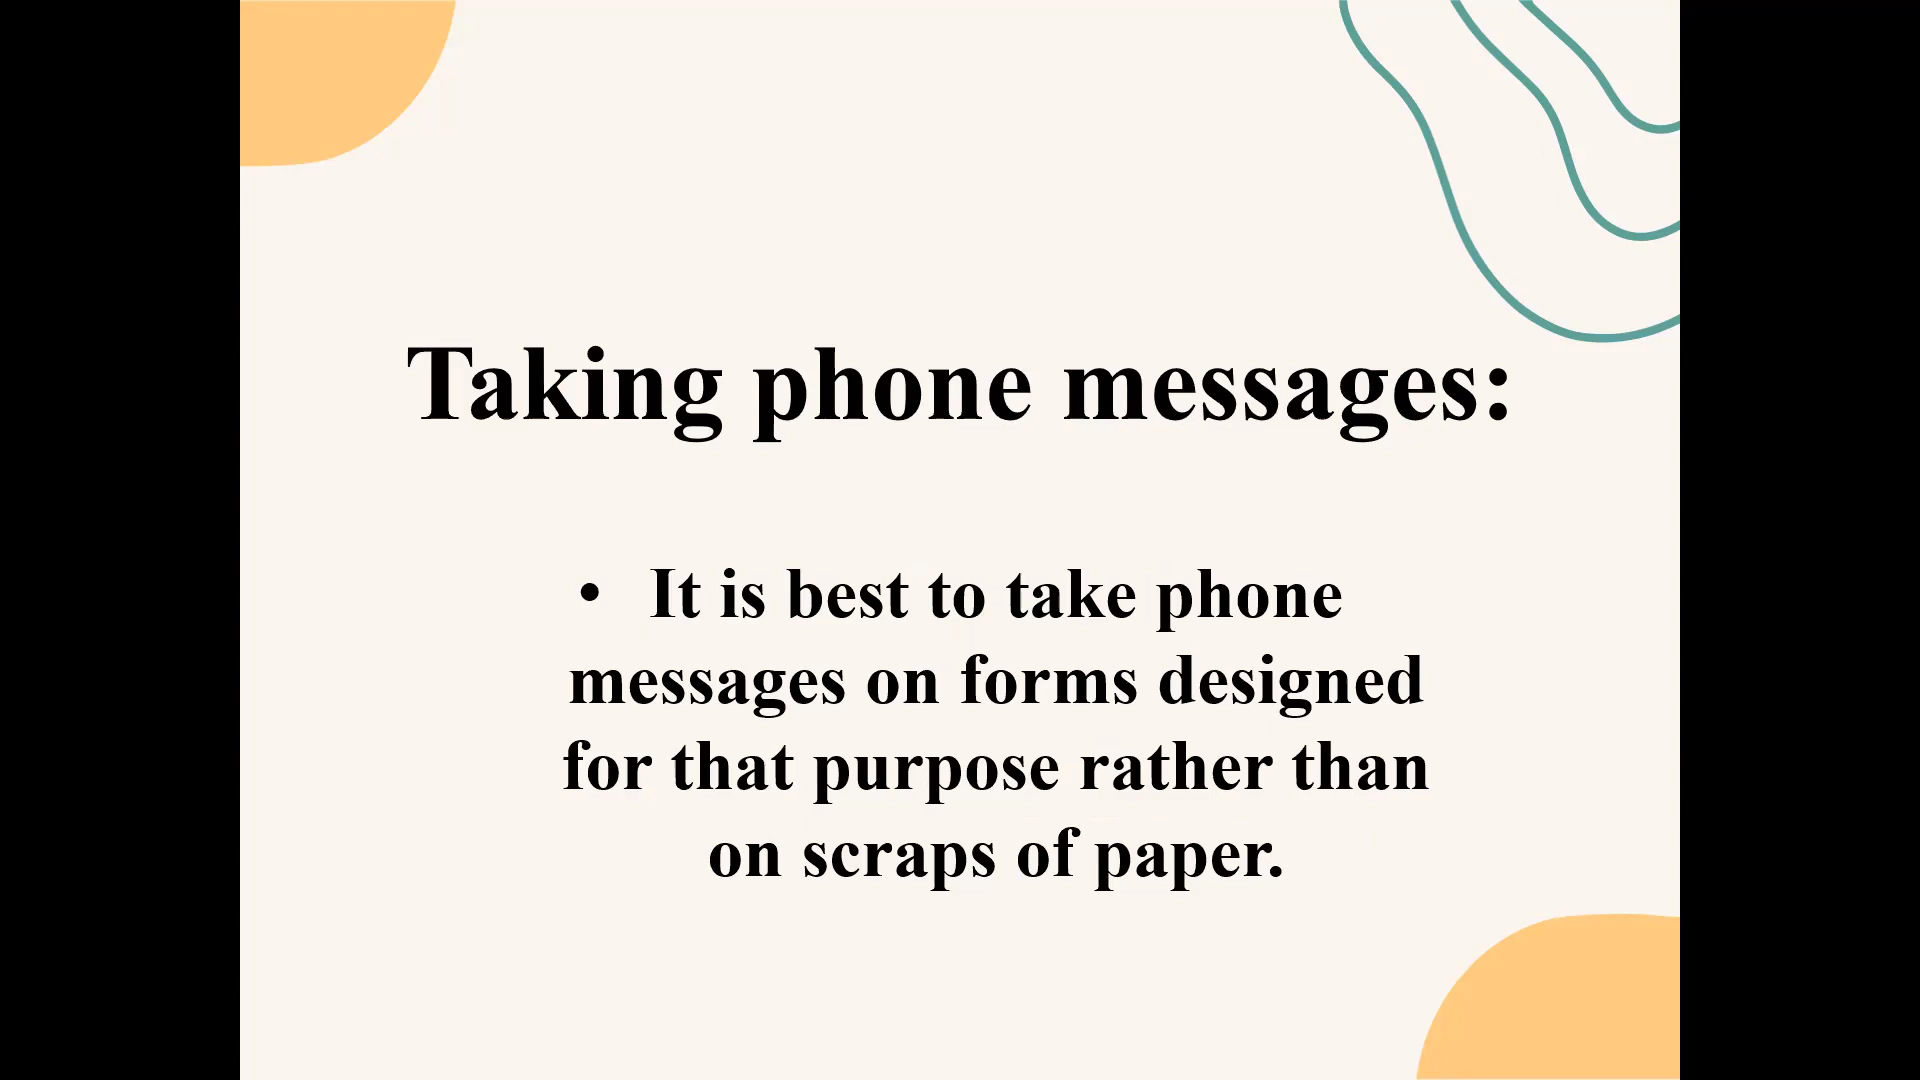 Taking phone messages:
• It is best to take phone
messages on forms designed
for that purpose rather than
on scraps of paper.